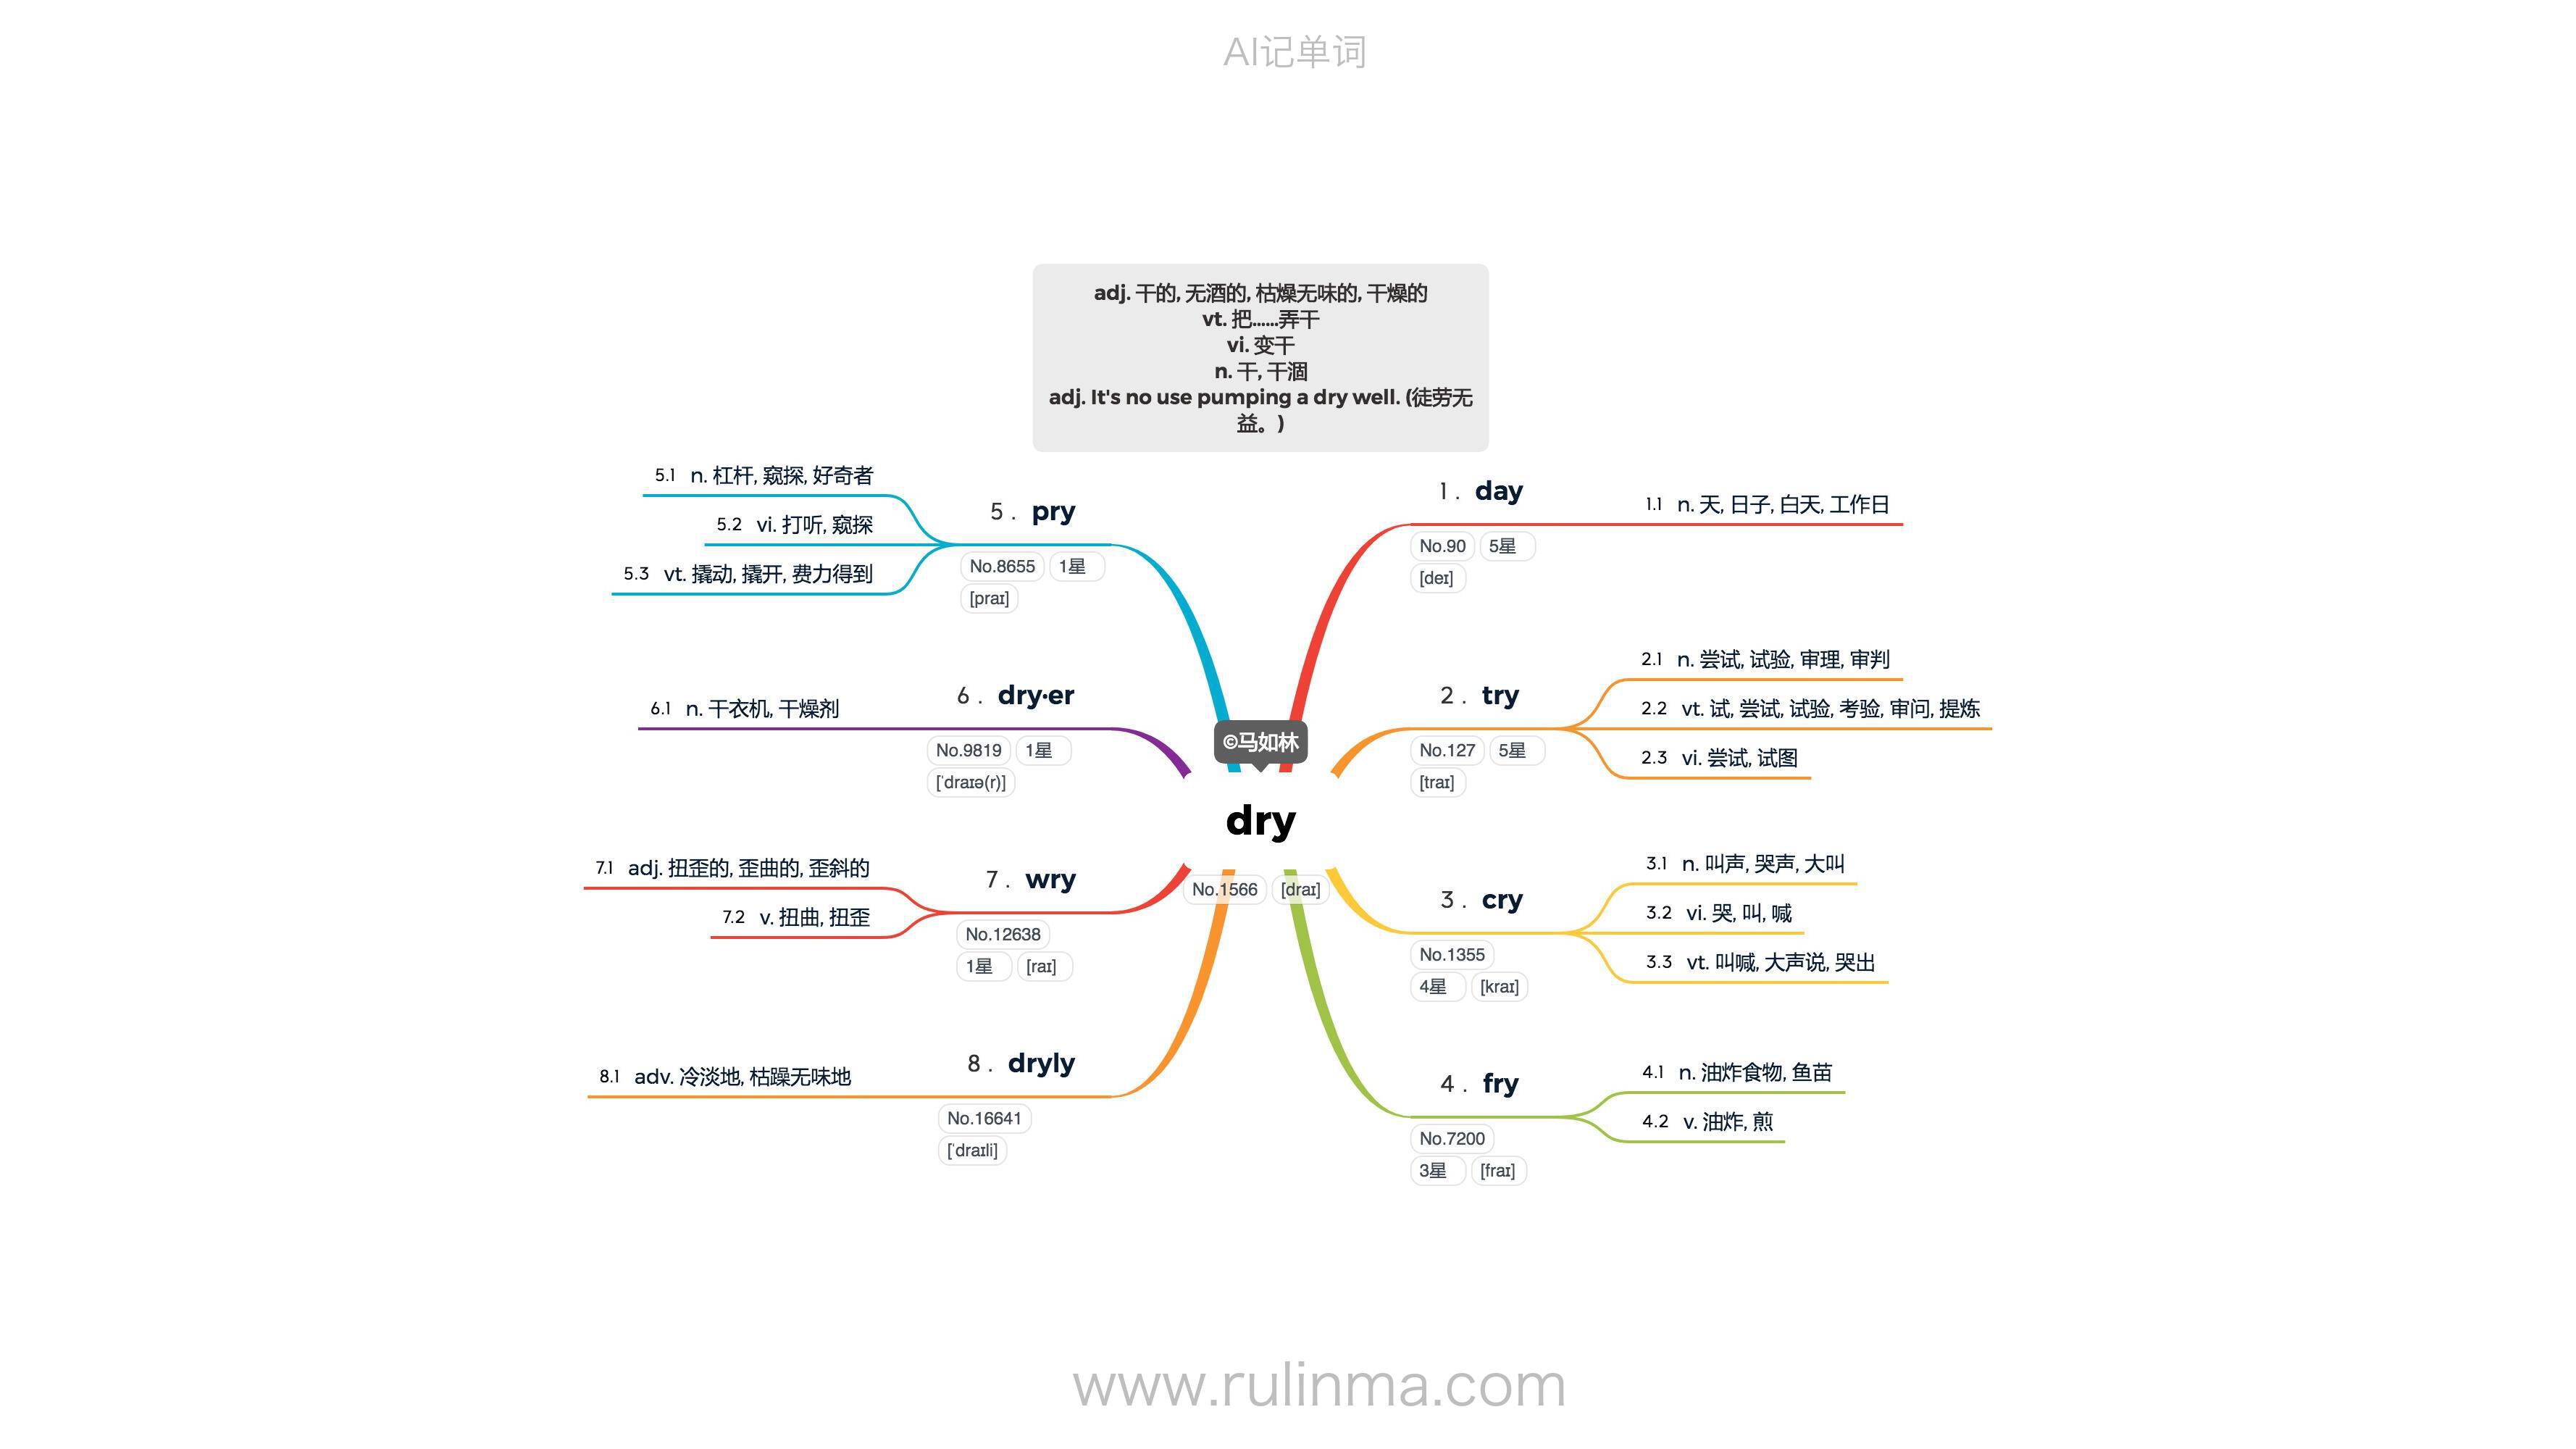 AI记单词
adj. 干的, 无酒的, 枯燥无味的, 干燥的
vt. 把......弄干
vi. 变干
n. 干, 干涸
adj. It's no use pumping a dry well. (徒劳无
益。)
©马如林
dry
No.1566 [draɪ]
1 . day
No.90 5星
[deɪ]
1.1 n. 天, 日子, 白天, 工作日
2 . try
No.127 5星
[traɪ]
2.1 n. 尝试, 试验, 审理, 审判
2.2 vt. 试, 尝试, 试验, 考验, 审问, 提炼
2.3 vi. 尝试, 试图
3 . cry
No.1355
4星 [kraɪ]
3.1 n. 叫声, 哭声, 大叫
3.2 vi. 哭, 叫, 喊
3.3 vt. 叫喊, 大声说, 哭出
4 . fry
No.7200
3星 [fraɪ]
4.1 n. 油炸食物, 鱼苗
4.2 v. 油炸, 煎
5 . pry
No.8655 1星
[praɪ]
5.1 n. 杠杆, 窥探, 好奇者
5.2 vi. 打听, 窥探
5.3 vt. 撬动, 撬开, 费力得到
6 . dry·er
No.9819 1星
[ˈdraɪə(r)]
6.1 n. 干衣机, 干燥剂
7 . wry
No.12638
1星 [raɪ]
7.1 adj. 扭歪的, 歪曲的, 歪斜的
7.2 v. 扭曲, 扭歪
8 . dryly
No.16641
[ˈdraɪli]
8.1 adv. 冷淡地, 枯躁无味地
www.rulinma.com